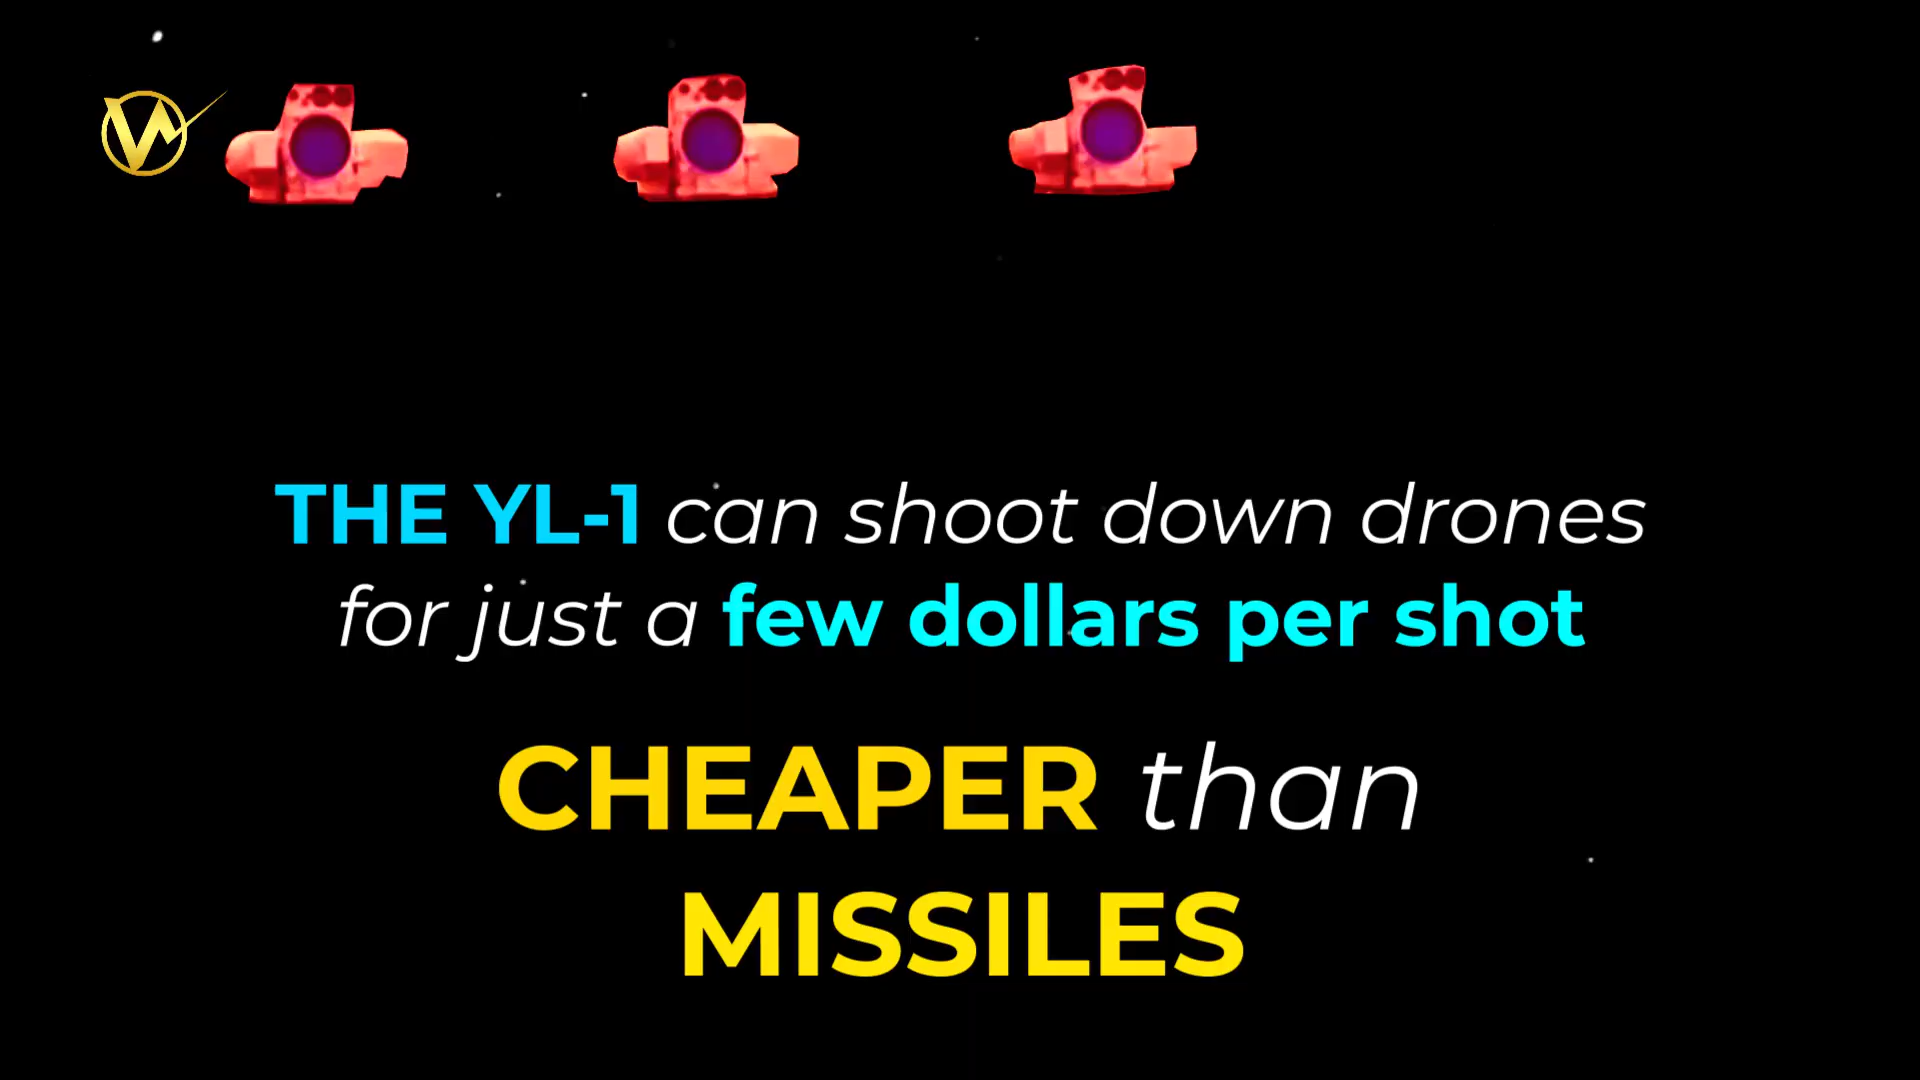 THE YL-1 can shoot down drones
for just a few dollars per shot
CHEAPER than
MISSILES